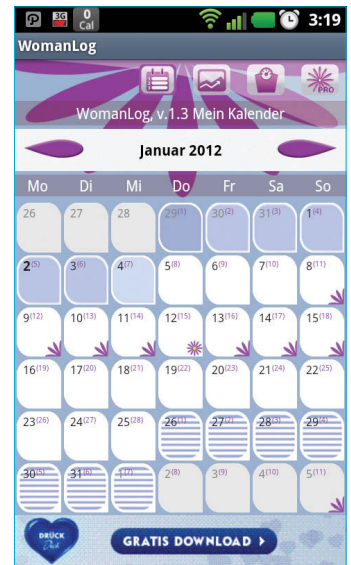 3G 0 Cal 3:19
WomanLog
PRO
WomanLog, v.1.3 Mein Kalender
Januar 2012
Mo Di Mi Do Fr Sa So
26 27 28 29(1) 30(2) 31(3) 1(4)
2(5) 3(6) 4(7) 5(8) 6(9) 7(10) 8(11)
9(12) 10(13) 11(14) 12(15) 13(16) 14(17) 15(18)
16(19) 17(20) 18(21) 19(22) 20(23) 21(24) 22(25)
23(26) 24(27) 25(28) 26(1) 27(2) 28(3) 29(4)
30(5) 31(6) 1(7) 2(8) 3(9) 4(10) 5(11)
DRÜCK
Dich
GRATIS DOWNLOAD